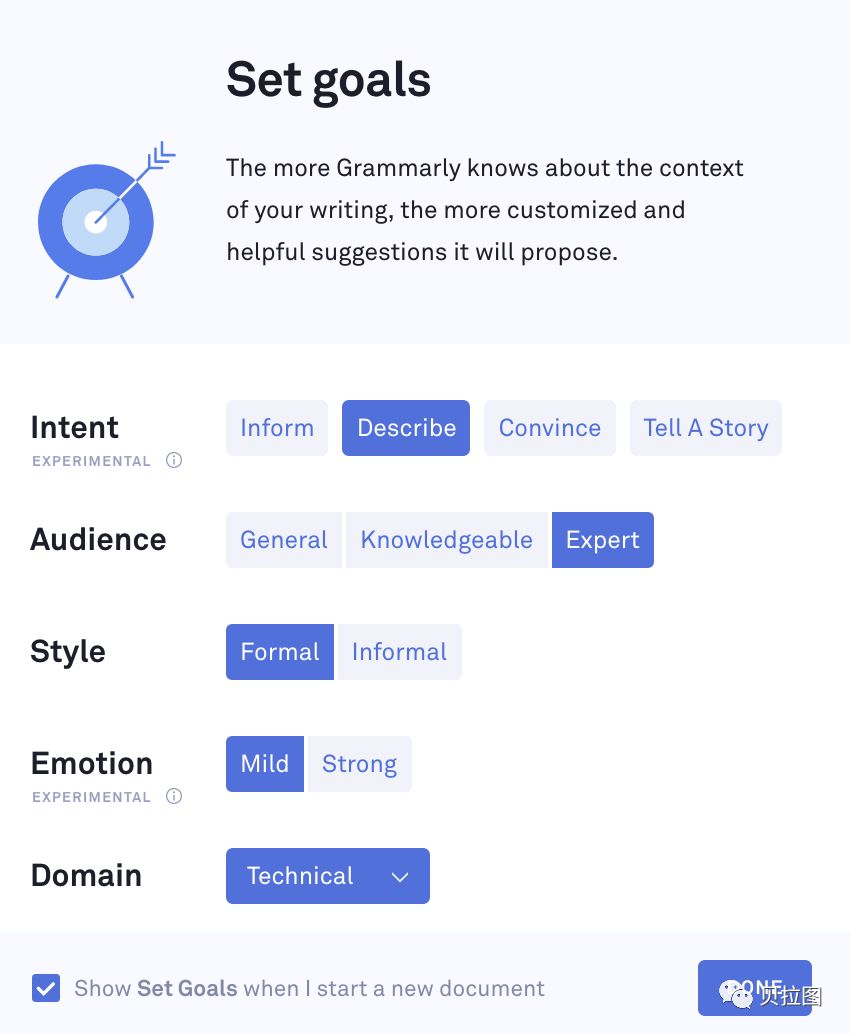 Set goals
The more Grammarly knows about the context
of your writing, the more customized and
helpful suggestions it will propose.
Intent
EXPERIMENTAL
Inform Describe Convince Tell A Story
Audience General Knowledgeable Expert
Style Formal Informal
Emotion
EXPERIMENTAL
Mild Strong
Domain Technical
Show Set Goals when I start a new document
DONE
贝拉图